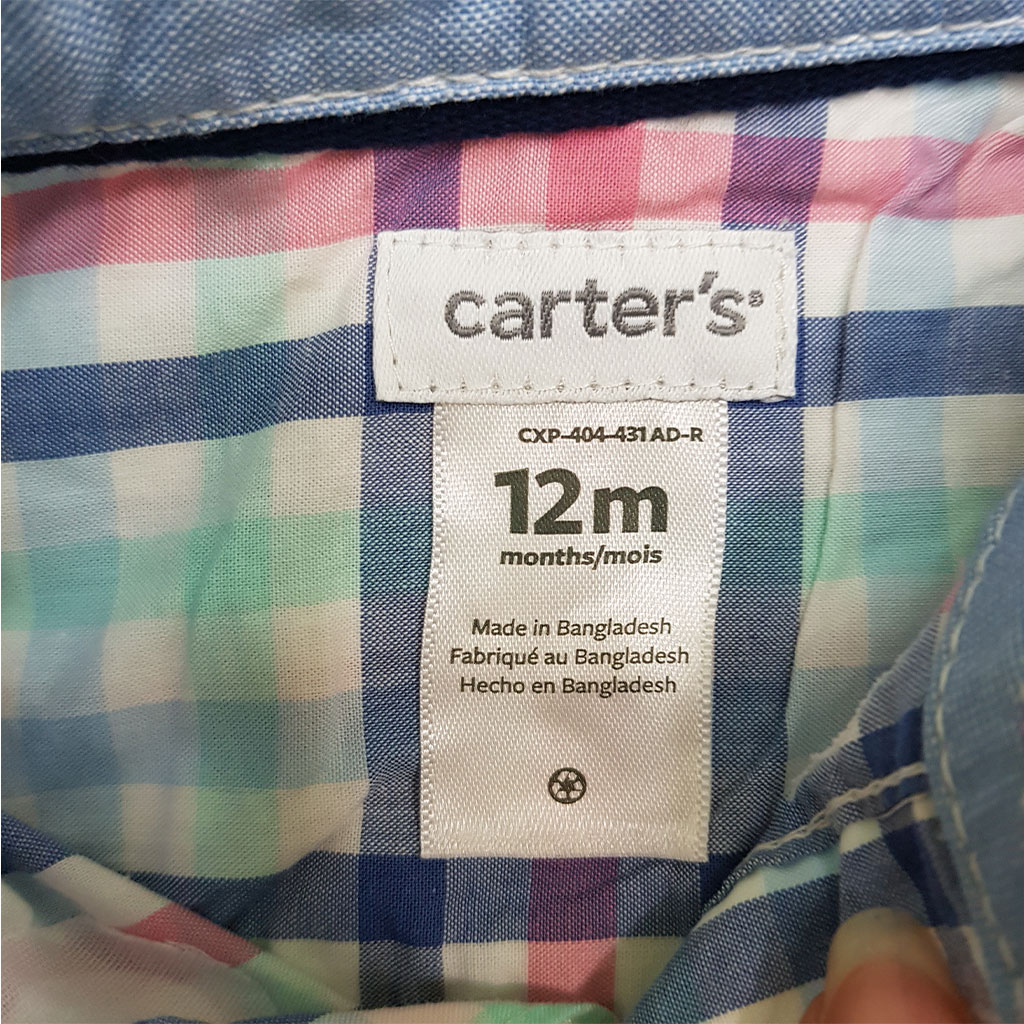 carter's®
CXP-404-431 AD-R
12m
months/mois
Made in Bangladesh
Fabriqué au Bangladesh
Hecho en Bangladesh